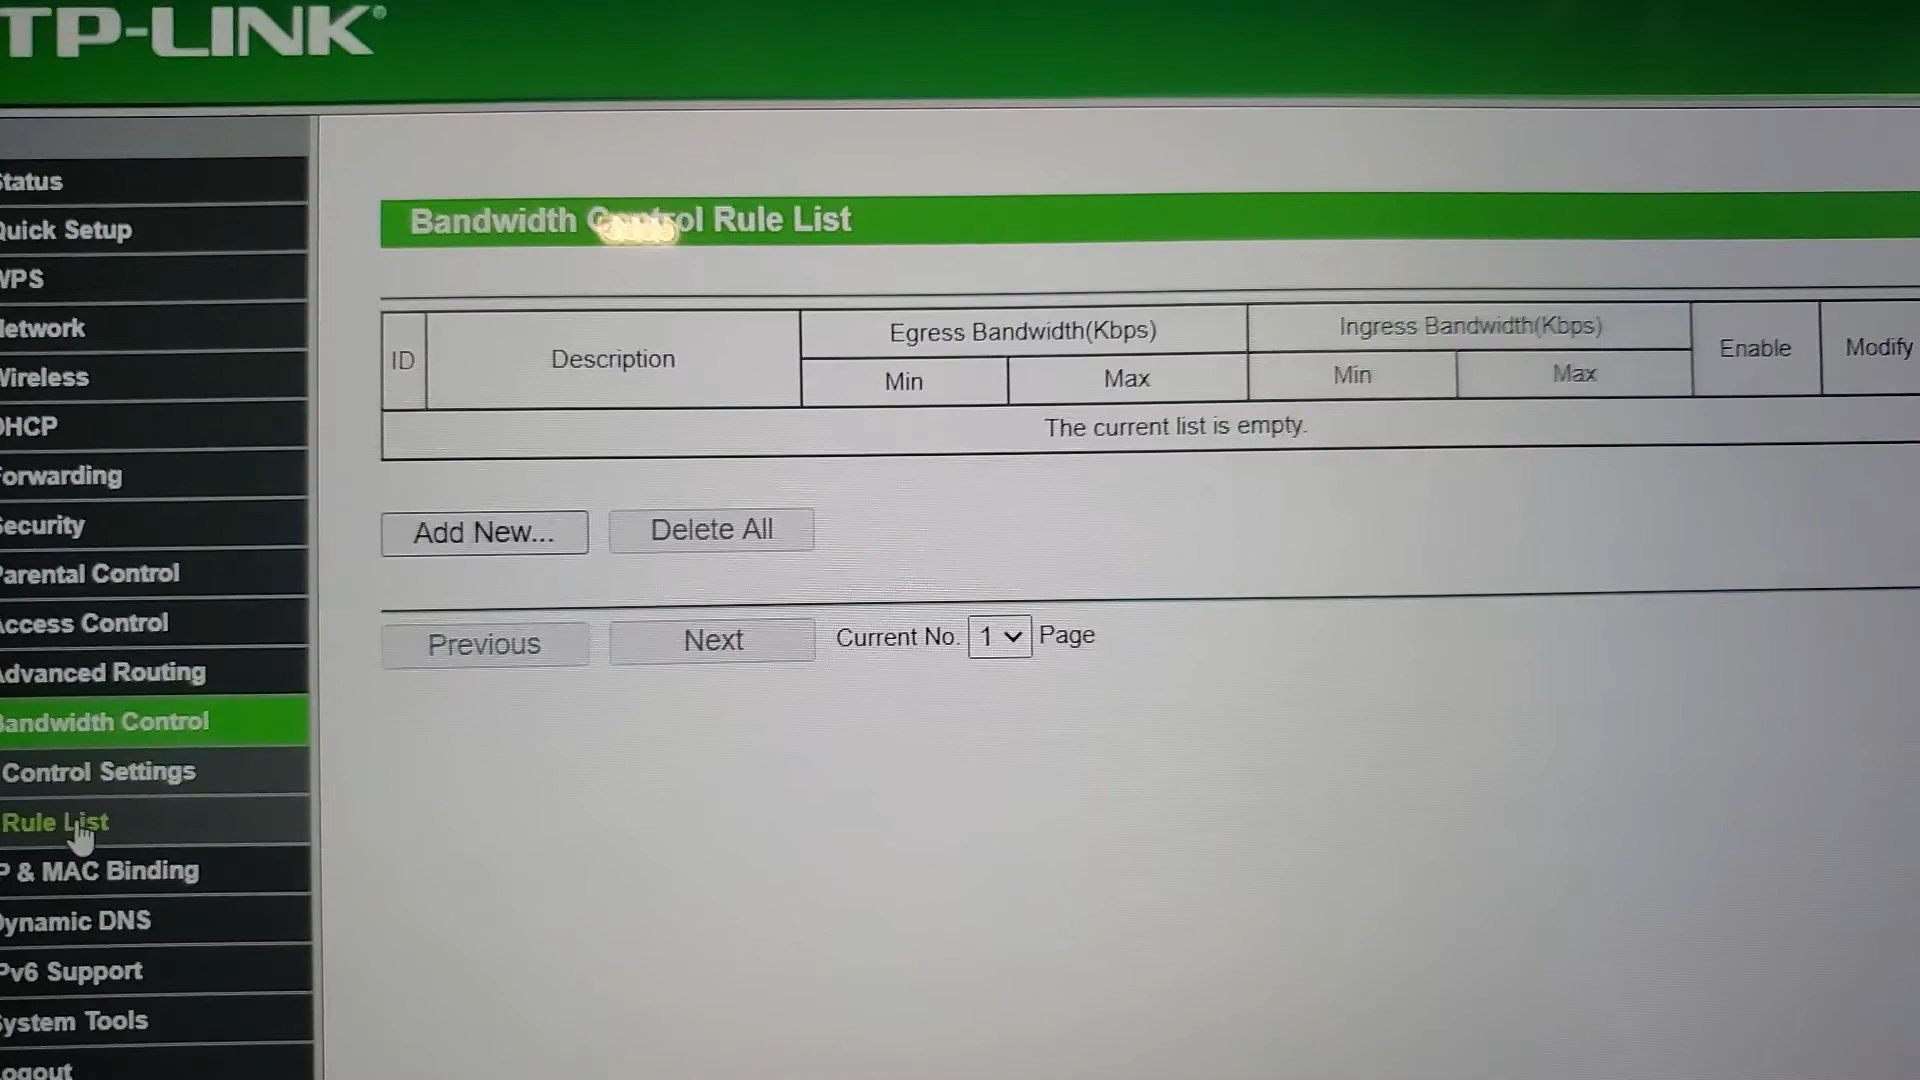 TP-LINK®
Status
Quick Setup
WPS
Network
Wireless
DHCP
Forwarding
Security
Parental Control
Access Control
Advanced Routing
Bandwidth Control
Control Settings
Rule List
IP & MAC Binding
Dynamic DNS
IPv6 Support
System Tools
Logout
Bandwidth Control Rule List
ID Description Egress Bandwidth(Kbps) Ingress Bandwidth(Kbps) Enable Modify
Min Max Min Max
The current list is empty.
Add New... Delete All
Previous Next Current No. 1 Page